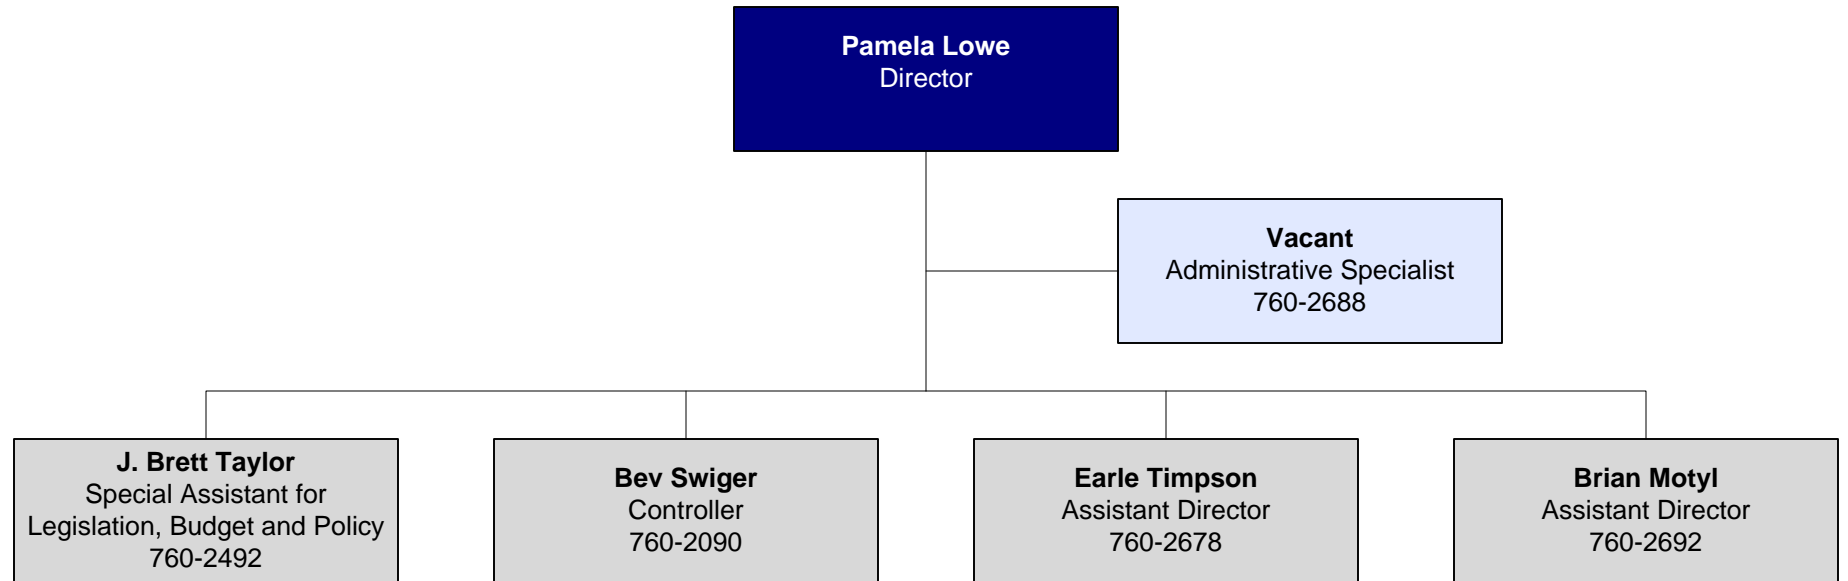 Pamela Lowe
Director
Vacant
Administrative Specialist
760-2688
J. Brett Taylor
Special Assistant for
Legislation, Budget and Policy
760-2492
Bev Swiger
Controller
760-2090
Earle Timpson
Assistant Director
760-2678
Brian Motyl
Assistant Director
760-2692